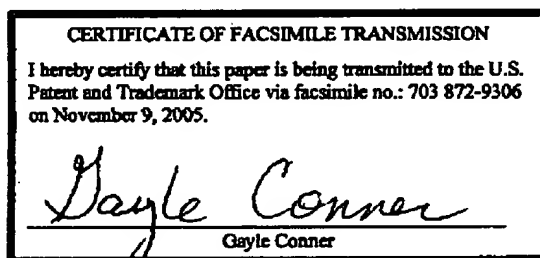 CERTIFICATE OF FACSIMILE TRANSMISSION
I hereby certify that this paper is being transmitted to the U.S.
Patent and Trademark Office via facsimile no.: 703 872-9306
on November 9, 2005.
Gayle Conner
Gayle Conner